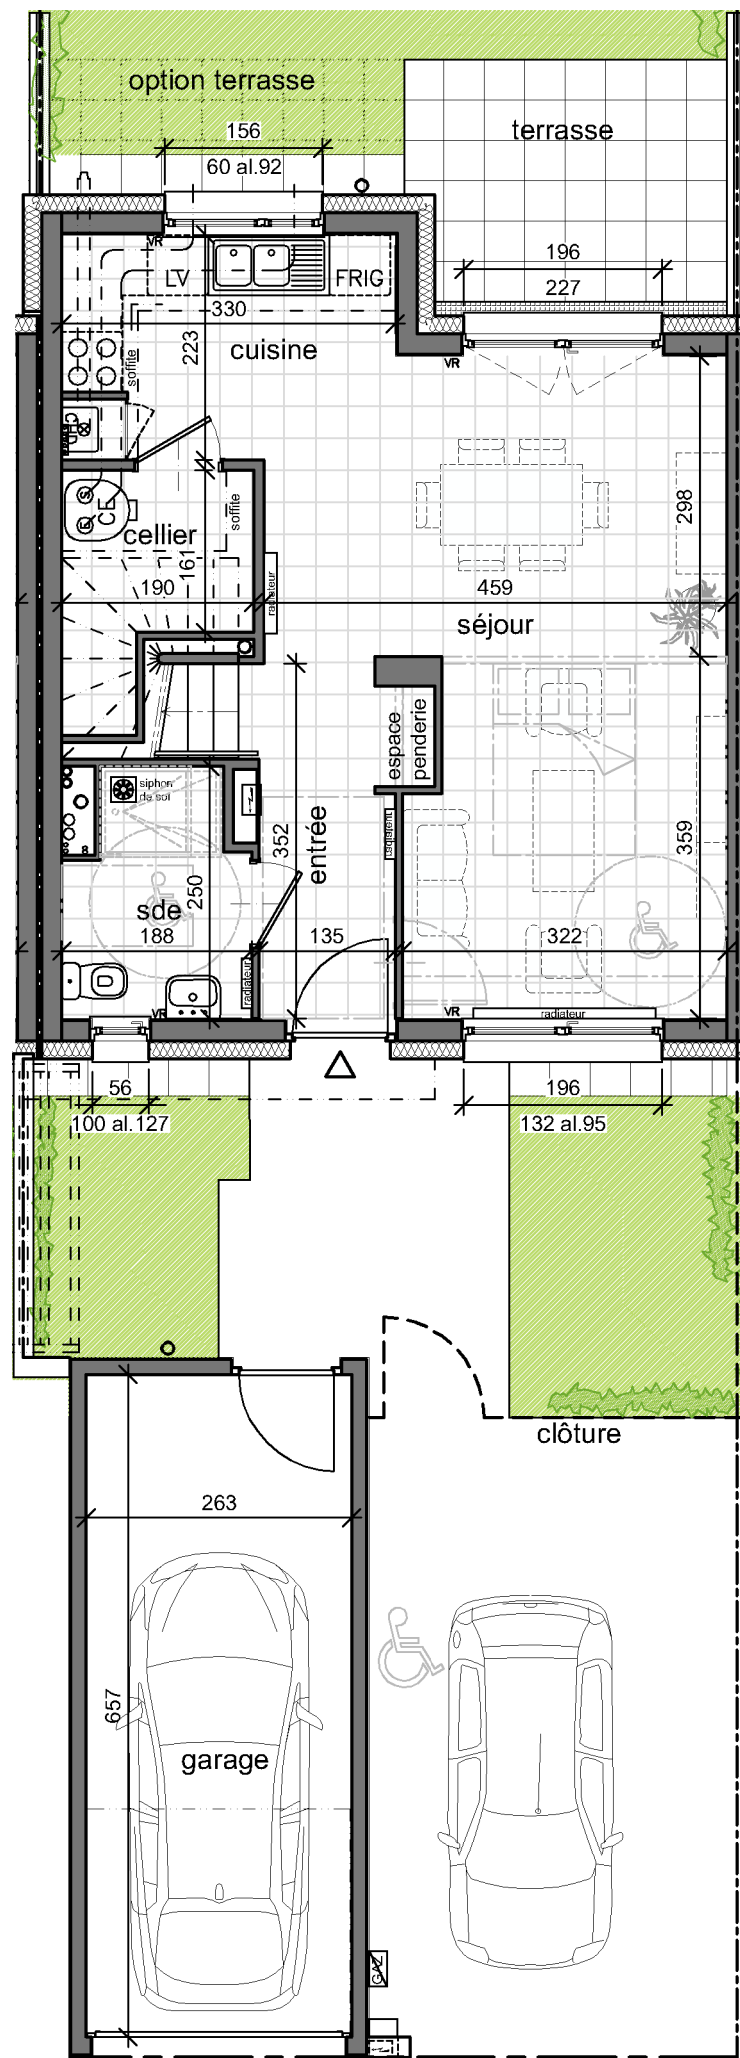 option terrasse
terrasse
156
60 al.92
196
227
VR
LV
FRIG
330
223
cuisine
soffite
VR
CHD
CE
cellier
soffite
161
190
radiateur
298
459
séjour
espace
penderie
siphon
de sol
352
entrée
radiateur
359
250
sde
188
135
322
radiateur
VR
VR
radiateur
56
100 al.127
196
132 al.95
clôture
263
657
garage
GAZ